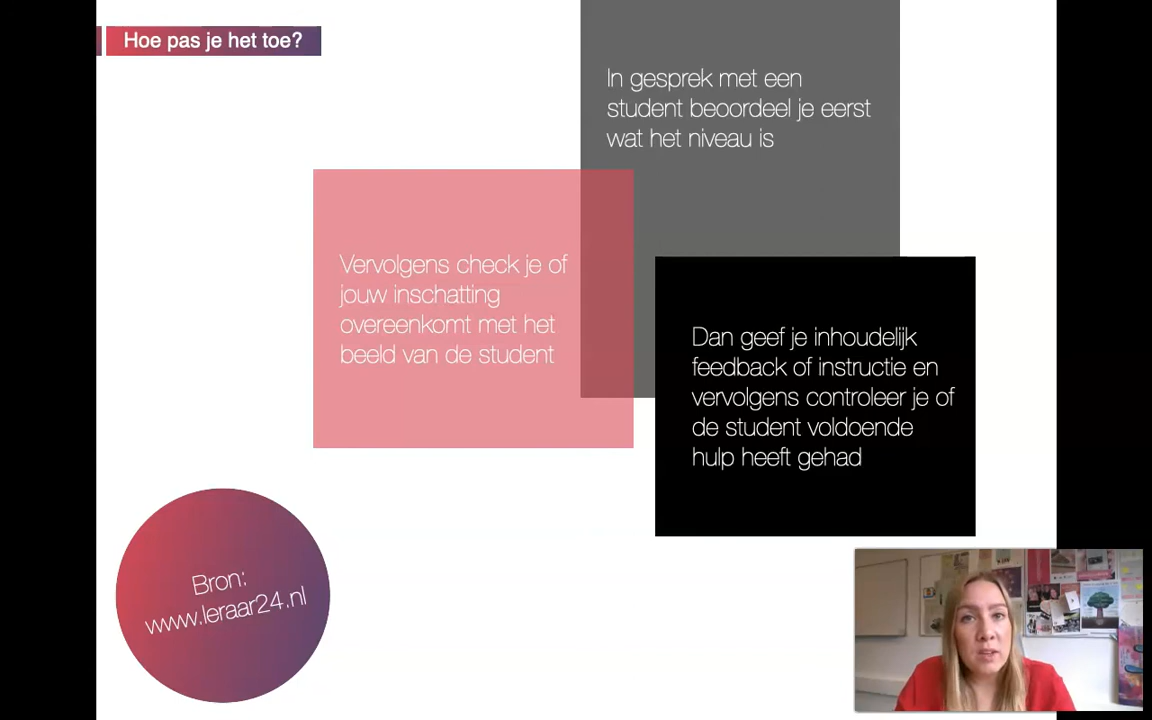 Hoe pas je het toe?
In gesprek met een
student beoordeel je eerst
wat het niveau is
Vervolgens check je of
jouw inschatting
overeenkomt met het
beeld van de student
Dan geef je inhoudelijk
feedback of instructie en
vervolgens controleer je of
de student voldoende
hulp heeft gehad
Bron:
www.leraar24.nl